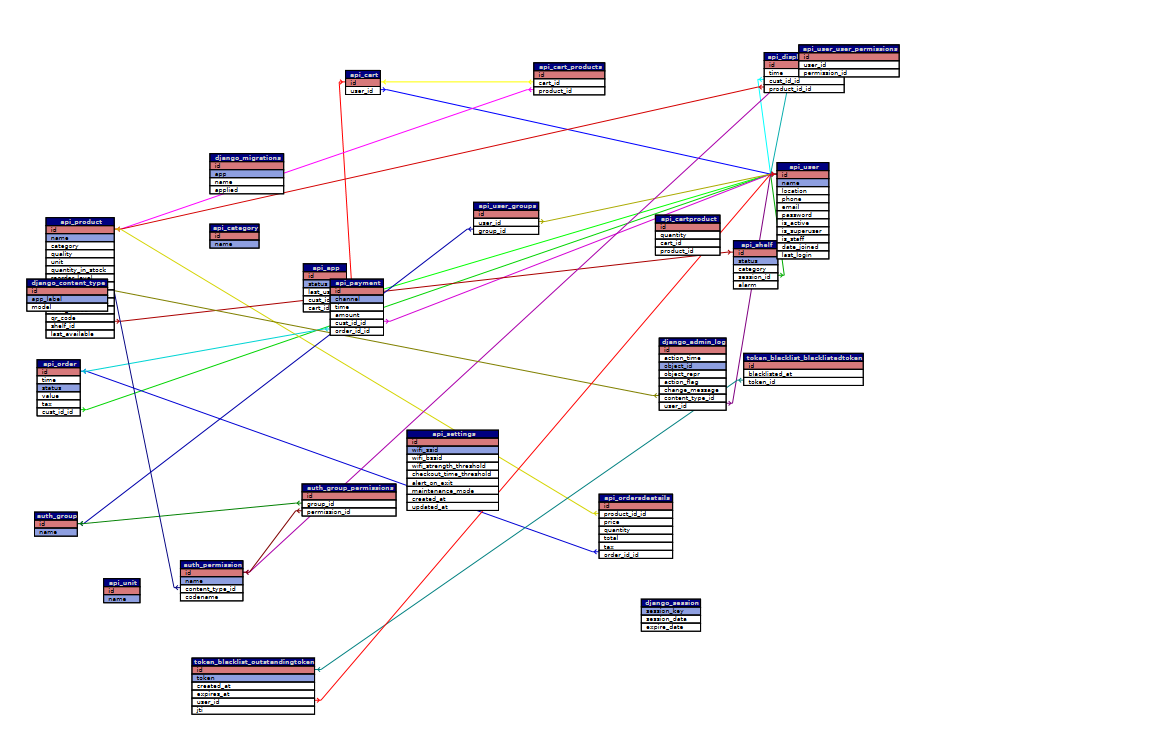 api_user_user_permissions
id
user_id
permission_id
api_displ
id
time
cust_id_id
product_id_id
api_cart_products
id
cart_id
product_id
api_cart
id
user_id
django_migrations
id
app
name
applied
api_user
id
name
location
phone
email
password
is_active
is_superuser
is_staff
date_joined
last_login
api_user_groups
id
user_id
group_id
api_cartproduct
id
quantity
cart_id
product_id
api_product
id
name
category
quality
unit
quantity_in_stock
qr_code
shelf_id
last_available
api_category
id
name
api_shelf
id
status
category
session_id
alarm
api_app
id
status
last_us
cust_id
cart_id
api_payment
id
channel
time
amount
cust_id_id
order_id_id
django_content_type
id
app_label
model
django_admin_log
id
action_time
object_id
object_repr
action_flag
change_message
content_type_id
user_id
token_blacklist_blacklistedtoken
id
blacklisted_at
token_id
api_order
id
time
status
value
tax
cust_id_id
api_settings
id
wifi_ssid
wifi_bssid
wifi_strength_threshold
checkout_time_threshold
alert_on_exit
maintenance_mode
created_at
updated_at
auth_group_permissions
id
group_id
permission_id
api_ordersdetails
id
product_id_id
price
quantity
total
tax
order_id_id
auth_group
id
name
auth_permission
id
name
content_type_id
codename
api_unit
id
name
django_session
session_key
session_data
expire_date
token_blacklist_outstandingtoken
id
token
created_at
expires_at
user_id
jti